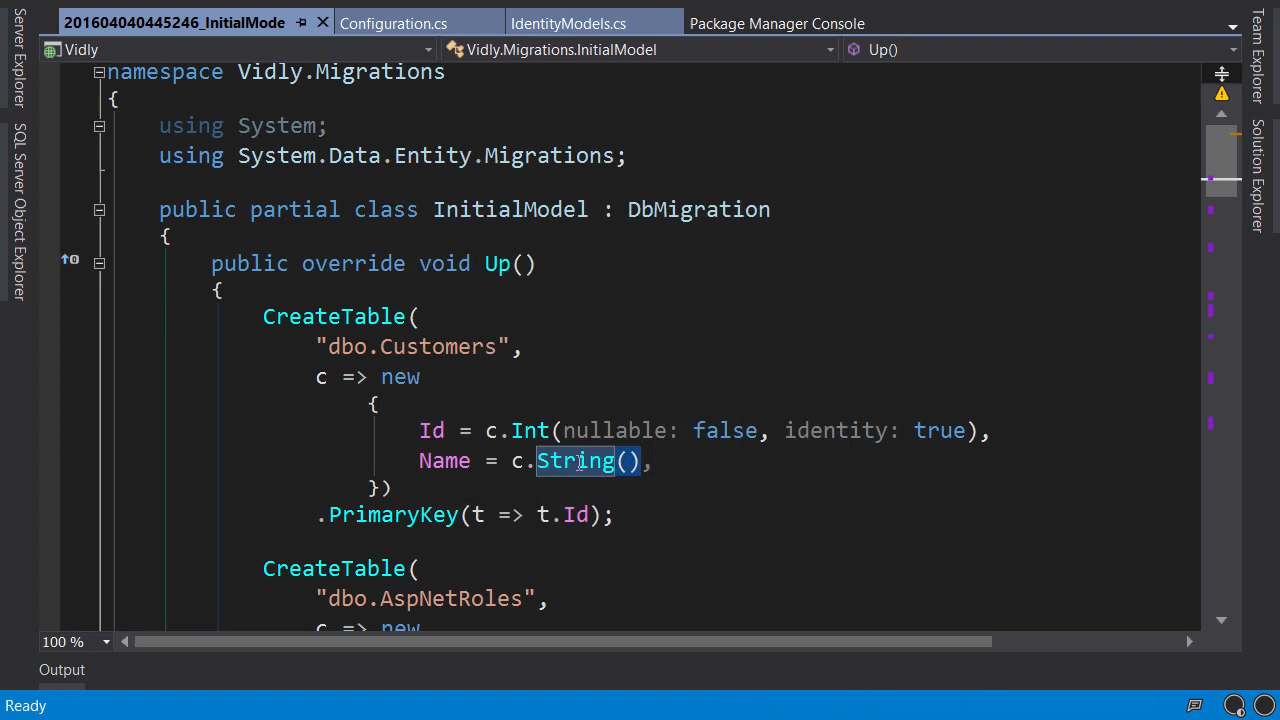 201604040445246_InitialMode
Configuration.cs
IdentityModels.cs
Package Manager Console
Vidly
Vidly.Migrations.InitialModel
Up()
Server Explorer
SQL Server Object Explorer
Team Explorer
Solution Explorer
namespace Vidly.Migrations
{
using System;
using System.Data.Entity.Migrations;
public partial class InitialModel : DbMigration
{
public override void Up()
{
CreateTable(
"dbo.Customers",
c => new
{
Id = c.Int(nullable: false, identity: true),
Name = c.String(),
})
.PrimaryKey(t => t.Id);
CreateTable(
"dbo.AspNetRoles",
c => new
100 %
Output
Ready